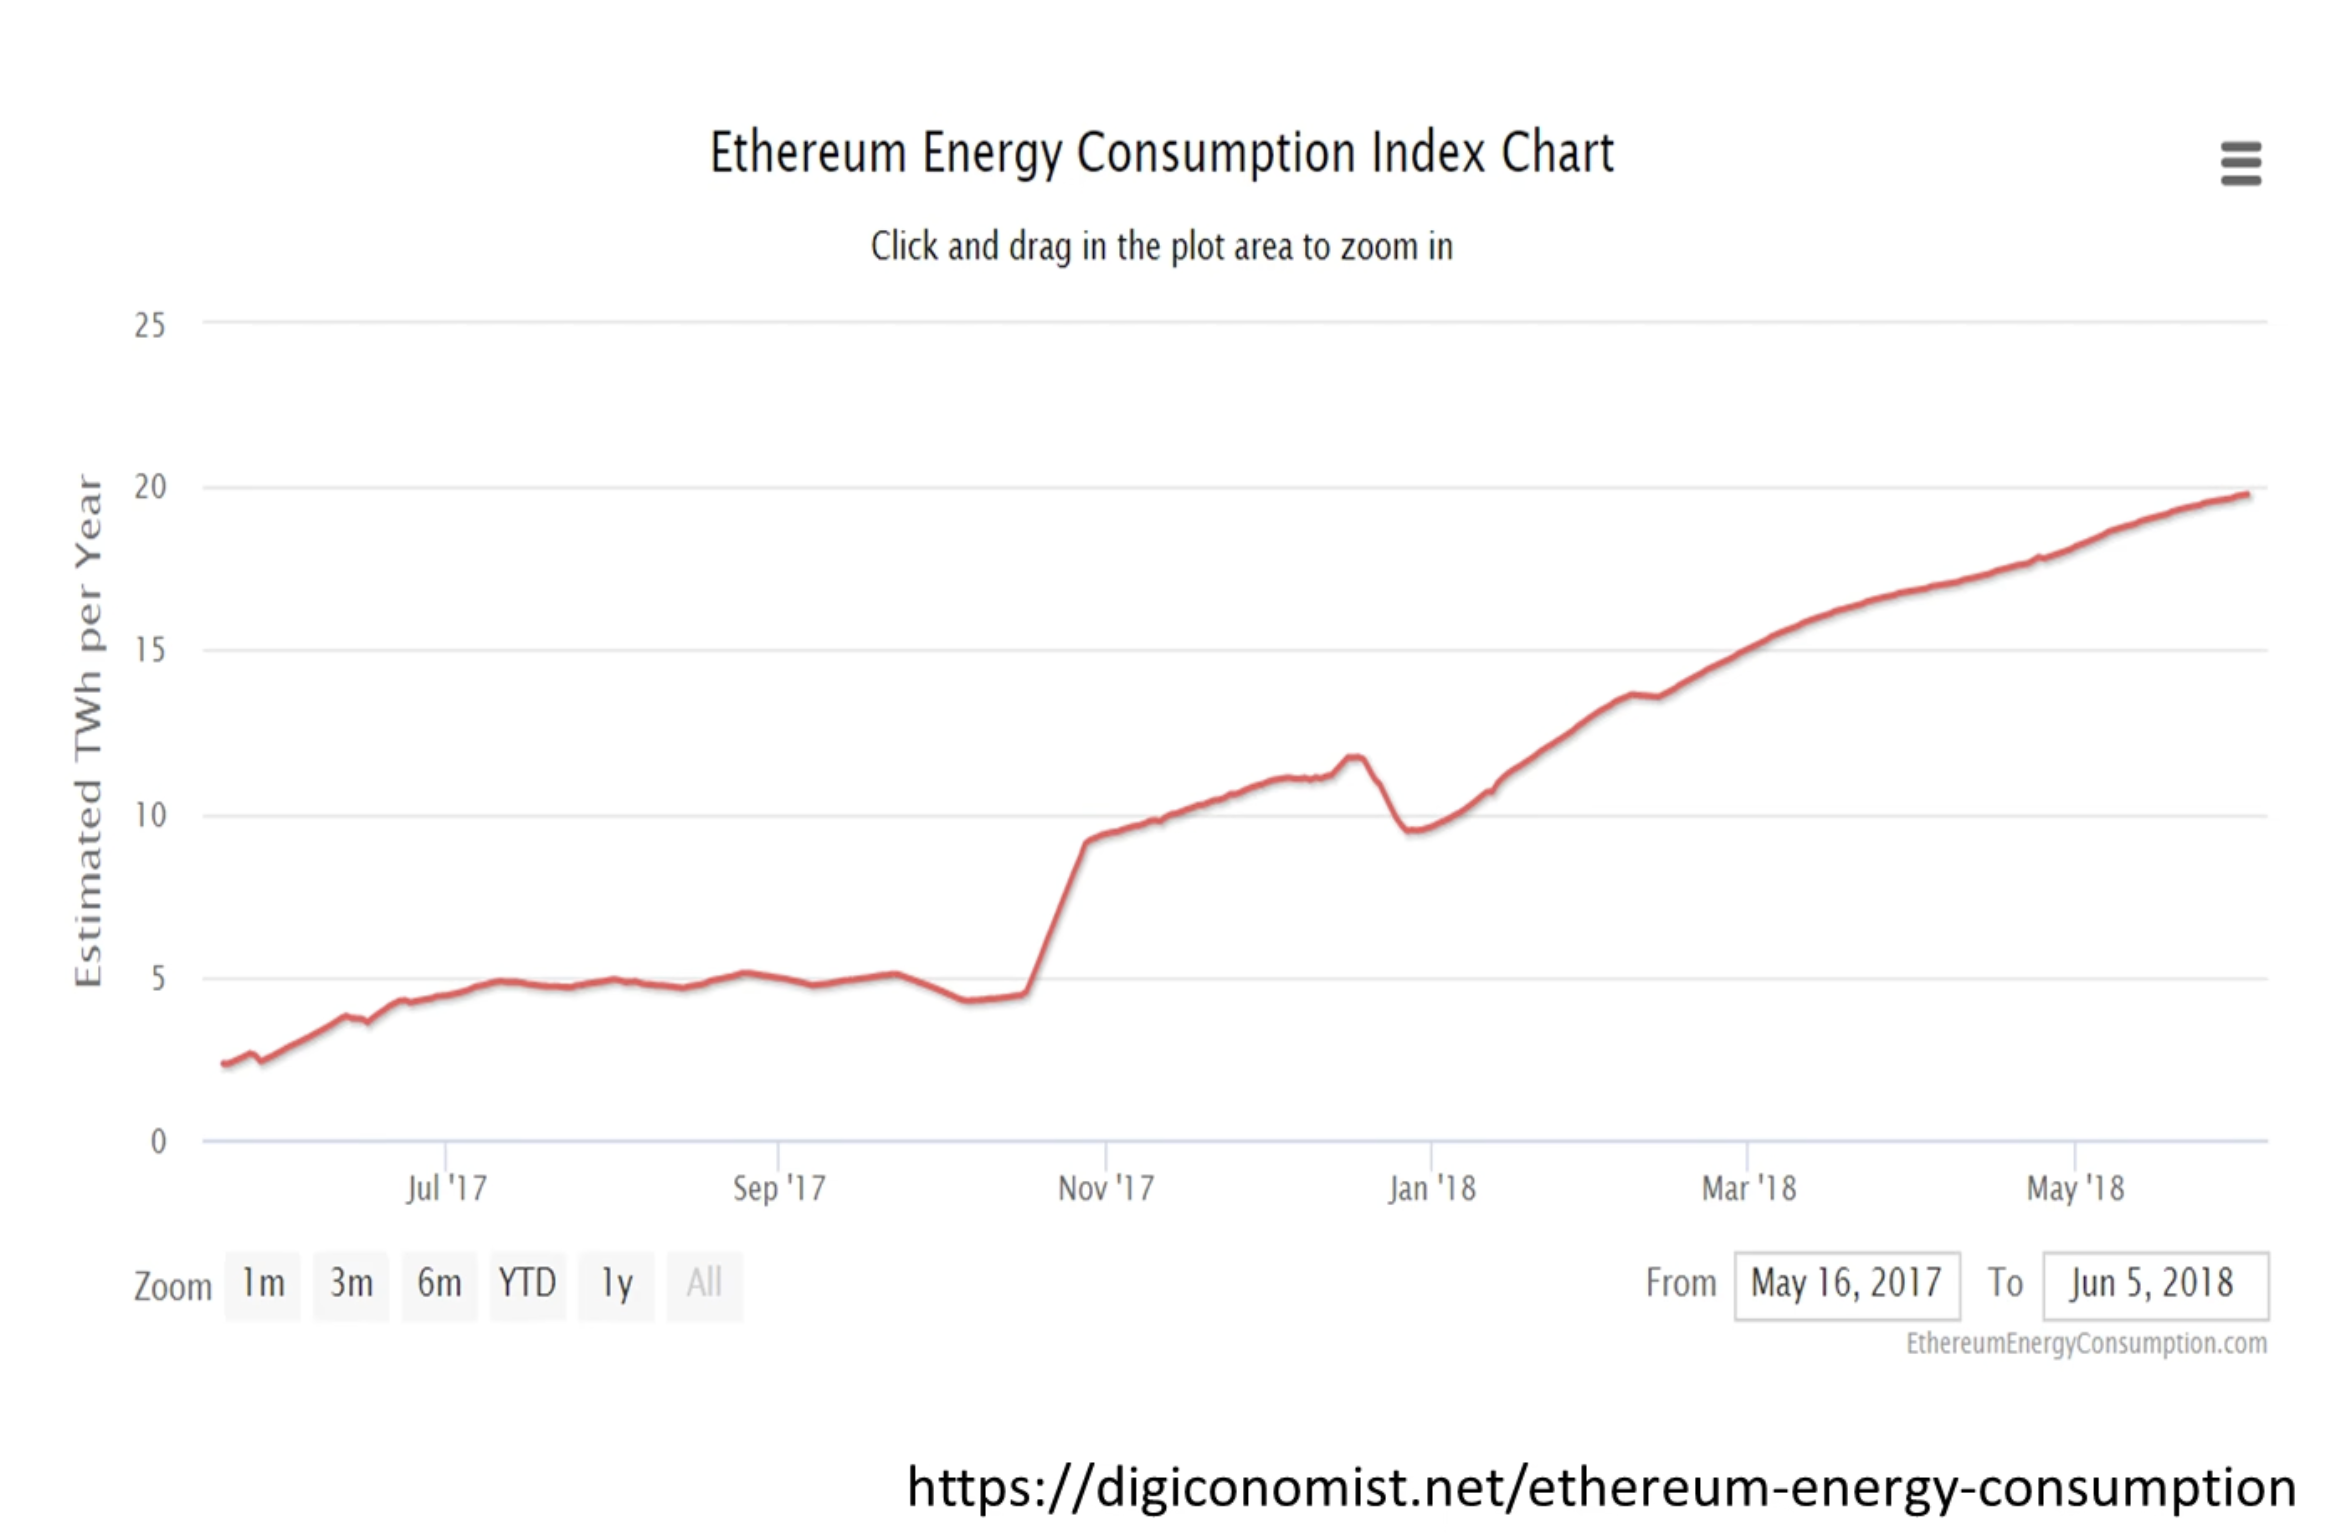 Ethereum Energy Consumption Index Chart
Click and drag in the plot area to zoom in
Estimated TWh per Year
25
20
15
10
5
0
Jul '17 Sep '17 Nov '17 Jan '18 Mar '18 May '18
Zoom 1m 3m 6m YTD 1y All From May 16, 2017 To Jun 5, 2018
EthereumEnergyConsumption.com
https://digiconomist.net/ethereum-energy-consumption